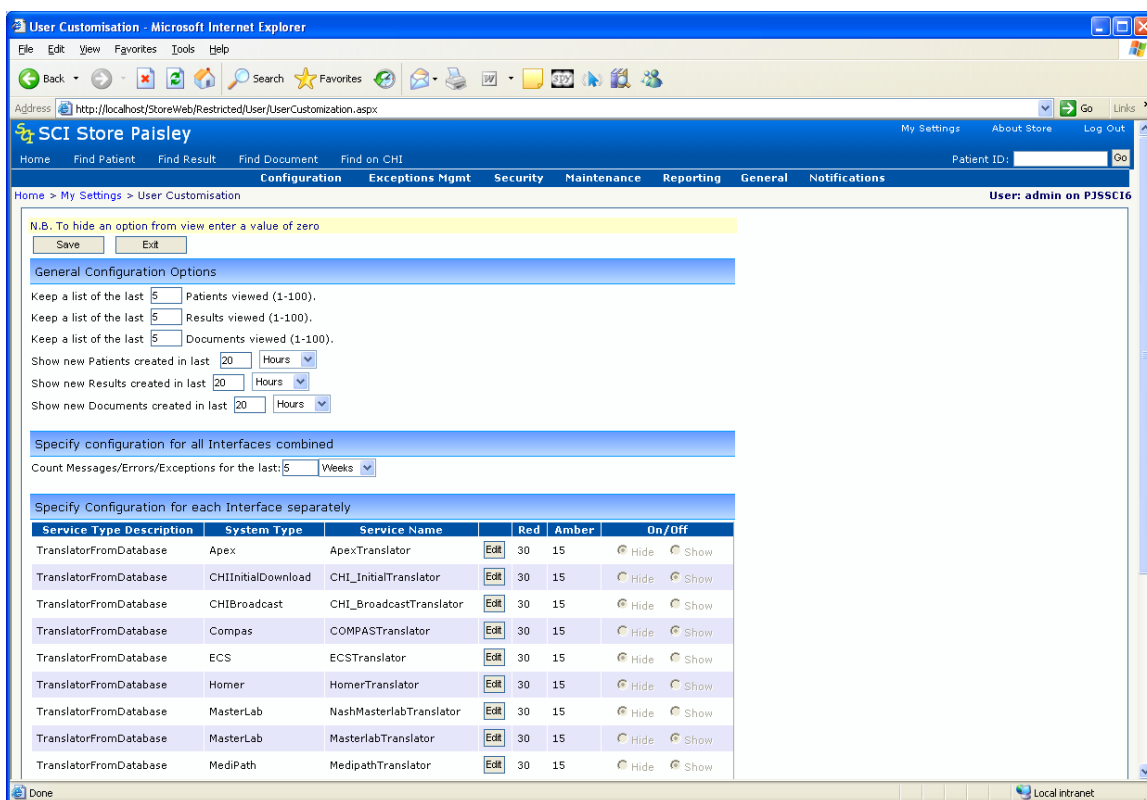 User Customisation - Microsoft Internet Explorer
File Edit View Favorites Tools Help
Back Search Favorites
Address http://localhost/StoreWeb/Restricted/User/UserCustomization.aspx Go Links
SCI Store Paisley My Settings About Store Log Out
Home Find Patient Find Result Find Document Find on CHI Patient ID: Go
Configuration Exceptions Mgmt Security Maintenance Reporting General Notifications
Home > My Settings > User Customisation User: admin on PJSSCI6
N.B. To hide an option from view enter a value of zero
Save Exit
General Configuration Options
Keep a list of the last 5 Patients viewed (1-100).
Keep a list of the last 5 Results viewed (1-100).
Keep a list of the last 5 Documents viewed (1-100).
Show new Patients created in last 20 Hours
Show new Results created in last 20 Hours
Show new Documents created in last 20 Hours
Specify configuration for all Interfaces combined
Count Messages/Errors/Exceptions for the last: 5 Weeks
Specify Configuration for each Interface separately
Service Type Description System Type Service Name Red Amber On/Off
TranslatorFromDatabase Apex ApexTranslator Edit 30 15 Hide Show
TranslatorFromDatabase CHIInitialDownload CHI_InitialTranslator Edit 30 15 Hide Show
TranslatorFromDatabase CHIBroadcast CHI_BroadcastTranslator Edit 30 15 Hide Show
TranslatorFromDatabase Compas COMPASTranslator Edit 30 15 Hide Show
TranslatorFromDatabase ECS ECSTranslator Edit 30 15 Hide Show
TranslatorFromDatabase Homer HomerTranslator Edit 30 15 Hide Show
TranslatorFromDatabase MasterLab NashMasterlabTranslator Edit 30 15 Hide Show
TranslatorFromDatabase MasterLab MasterlabTranslator Edit 30 15 Hide Show
TranslatorFromDatabase MediPath MedipathTranslator Edit 30 15 Hide Show
Done Local intranet